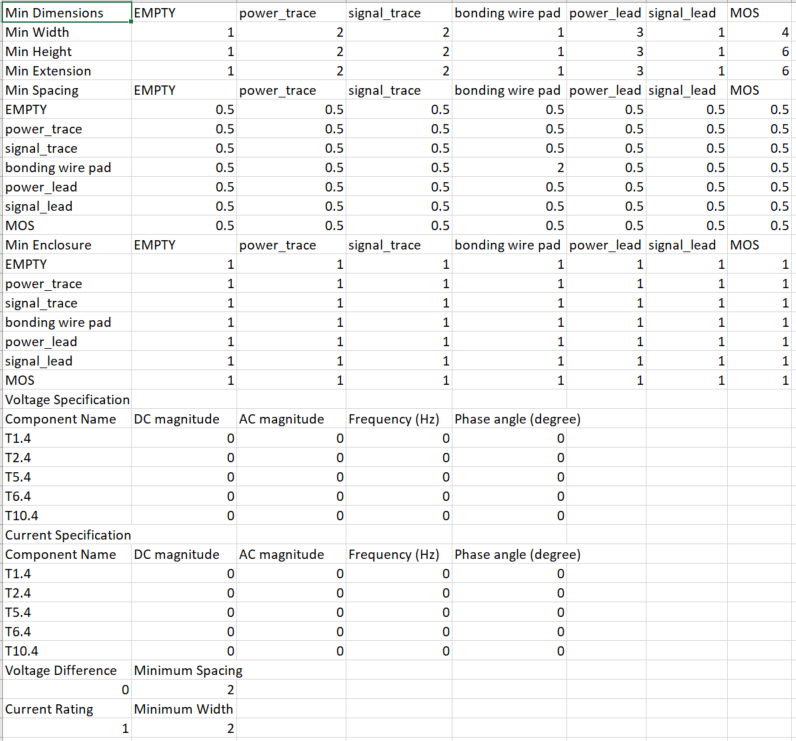 Min Dimensions EMPTY power_trace signal_trace bonding wire pad power_lead signal_lead MOS
Min Width 1 2 2 1 3 1 4
Min Height 1 2 2 1 3 1 6
Min Extension 1 2 2 1 3 1 6
Min Spacing EMPTY power_trace signal_trace bonding wire pad power_lead signal_lead MOS
EMPTY 0.5 0.5 0.5 0.5 0.5 0.5 0.5
power_trace 0.5 0.5 0.5 0.5 0.5 0.5 0.5
signal_trace 0.5 0.5 0.5 0.5 0.5 0.5 0.5
bonding wire pad 0.5 0.5 0.5 2 0.5 0.5 0.5
power_lead 0.5 0.5 0.5 0.5 0.5 0.5 0.5
signal_lead 0.5 0.5 0.5 0.5 0.5 0.5 0.5
MOS 0.5 0.5 0.5 0.5 0.5 0.5 0.5
Min Enclosure EMPTY power_trace signal_trace bonding wire pad power_lead signal_lead MOS
EMPTY 1 1 1 1 1 1 1
power_trace 1 1 1 1 1 1 1
signal_trace 1 1 1 1 1 1 1
bonding wire pad 1 1 1 1 1 1 1
power_lead 1 1 1 1 1 1 1
signal_lead 1 1 1 1 1 1 1
MOS 1 1 1 1 1 1 1
Voltage Specification
Component Name DC magnitude AC magnitude Frequency (Hz) Phase angle (degree)
T1.4 0 0 0 0
T2.4 0 0 0 0
T5.4 0 0 0 0
T6.4 0 0 0 0
T10.4 0 0 0 0
Current Specification
Component Name DC magnitude AC magnitude Frequency (Hz) Phase angle (degree)
T1.4 0 0 0 0
T2.4 0 0 0 0
T5.4 0 0 0 0
T6.4 0 0 0 0
T10.4 0 0 0 0
Voltage Difference Minimum Spacing
0 2
Current Rating Minimum Width
1 2